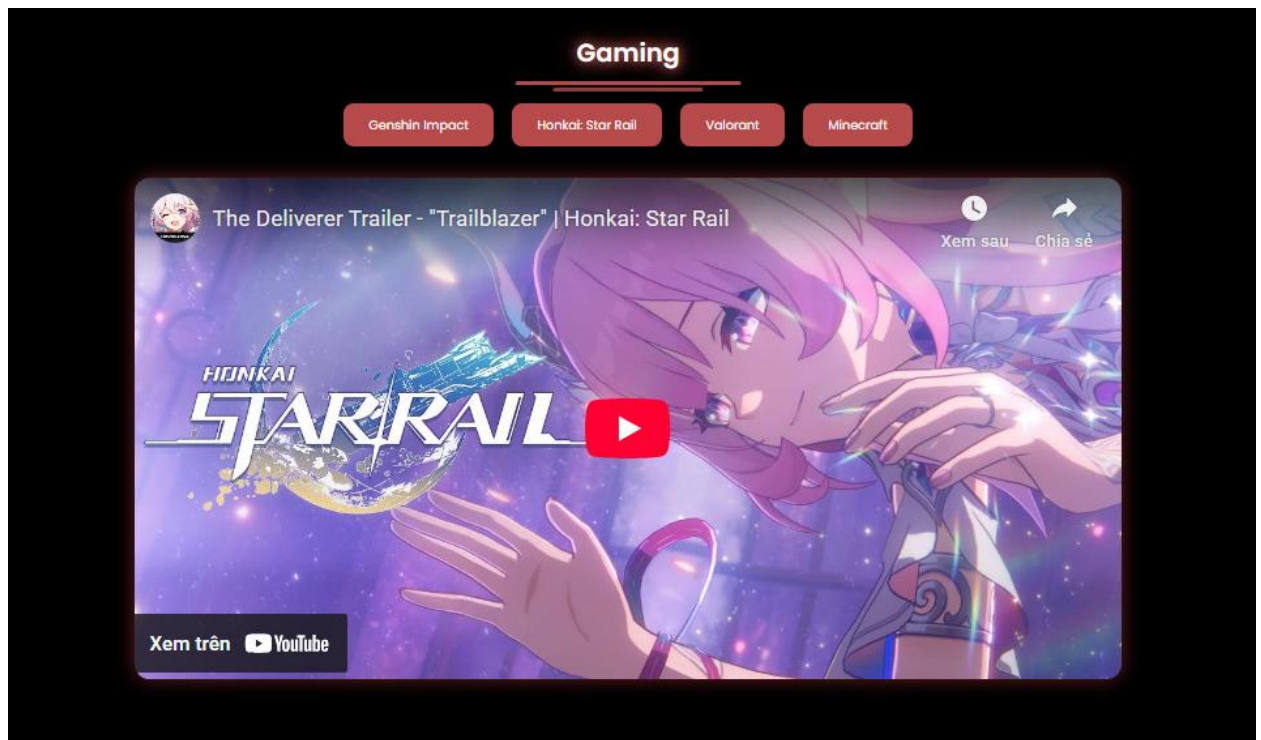 Gaming
Genshin Impact Honkai: Star Rail Valorant Minecraft
The Deliverer Trailer - "Trailblazer" | Honkai: Star Rail
Xem sau Chia sẻ
HONKAI
STAR RAIL
Xem trên YouTube